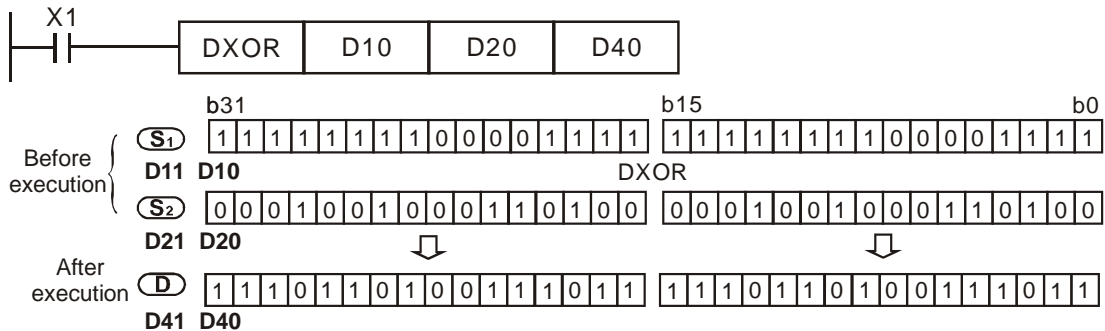 X1
DXOR D10 D20 D40
b31 b15 b0
S1 1 1 1 1 1 1 1 1 0 0 0 0 1 1 1 1 1 1 1 1 1 1 1 1 0 0 0 0 1 1 1 1
Before
execution
D11 D10 DXOR
S2 0 0 0 1 0 0 1 0 0 0 1 1 0 1 0 0 0 0 0 1 0 0 1 0 0 0 1 1 0 1 0 0
D21 D20
After
execution
D 1 1 1 0 1 1 0 1 0 0 1 1 1 0 1 1 1 1 1 0 1 1 0 1 0 0 1 1 1 0 1 1
D41 D40